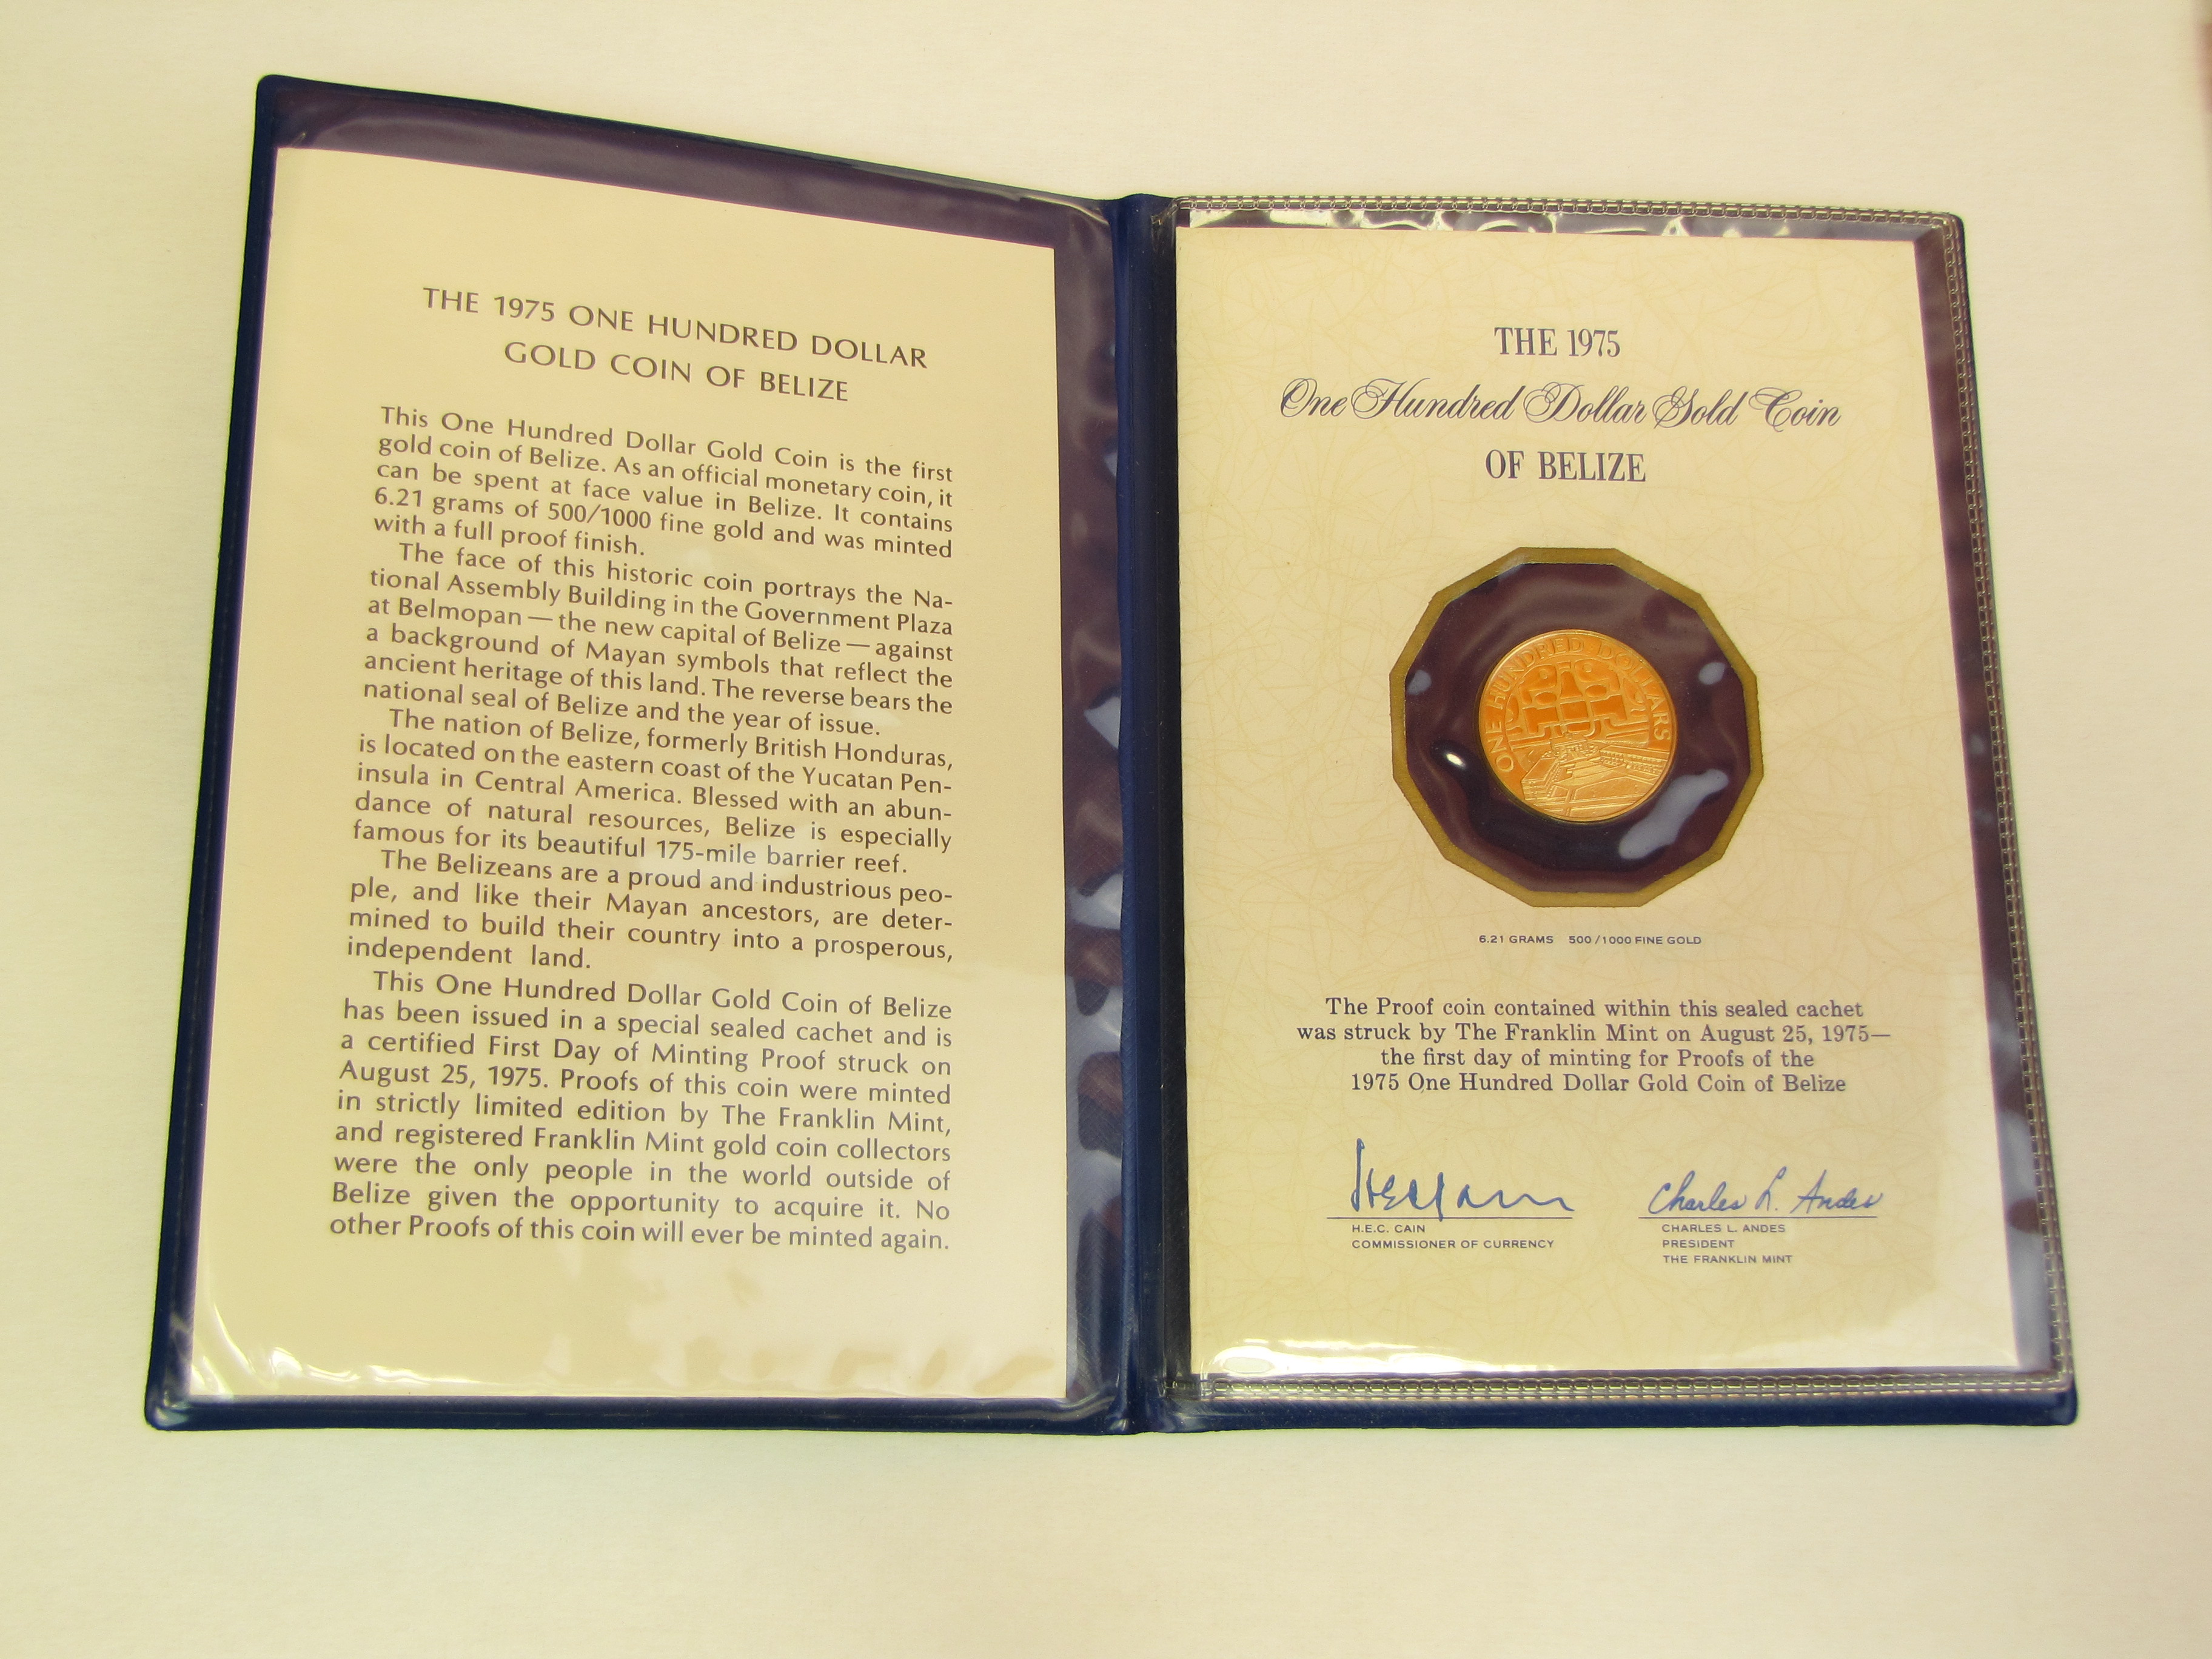 THE 1975 ONE HUNDRED DOLLAR
GOLD COIN OF BELIZE
This One Hundred Dollar Gold Coin is the first
gold coin of Belize. As an official monetary coin, it
can be spent at face value in Belize. It contains
6.21 grams of 500/1000 fine gold and was minted
with a full proof finish.
The face of this historic coin portrays the Na-
tional Assembly Building in the Government Plaza
at Belmopan — the new capital of Belize — against
a background of Mayan symbols that reflect the
ancient heritage of this land. The reverse bears the
national seal of Belize and the year of issue.
The nation of Belize, formerly British Honduras,
is located on the eastern coast of the Yucatan Pen-
insula in Central America. Blessed with an abun-
dance of natural resources, Belize is especially
famous for its beautiful 175-mile barrier reef.
The Belizeans are a proud and industrious peo-
ple, and like their Mayan ancestors, are deter-
mined to build their country into a prosperous,
independent land.
This One Hundred Dollar Gold Coin of Belize
has been issued in a special sealed cachet and is
a certified First Day of Minting Proof struck on
August 25, 1975. Proofs of this coin were minted
in strictly limited edition by The Franklin Mint,
and registered Franklin Mint gold coin collectors
were the only people in the world outside of
Belize given the opportunity to acquire it. No
other Proofs of this coin will ever be minted again.
THE 1975
One Hundred Dollar Gold Coin
OF BELIZE
ONE HUNDRED DOLLARS
6.21 GRAMS 500/1000 FINE GOLD
The Proof coin contained within this sealed cachet
was struck by The Franklin Mint on August 25, 1975—
the first day of minting for Proofs of the
1975 One Hundred Dollar Gold Coin of Belize
HECain
H.E.C. CAIN
COMMISSIONER OF CURRENCY
Charles L. Andes
CHARLES L. ANDES
PRESIDENT
THE FRANKLIN MINT